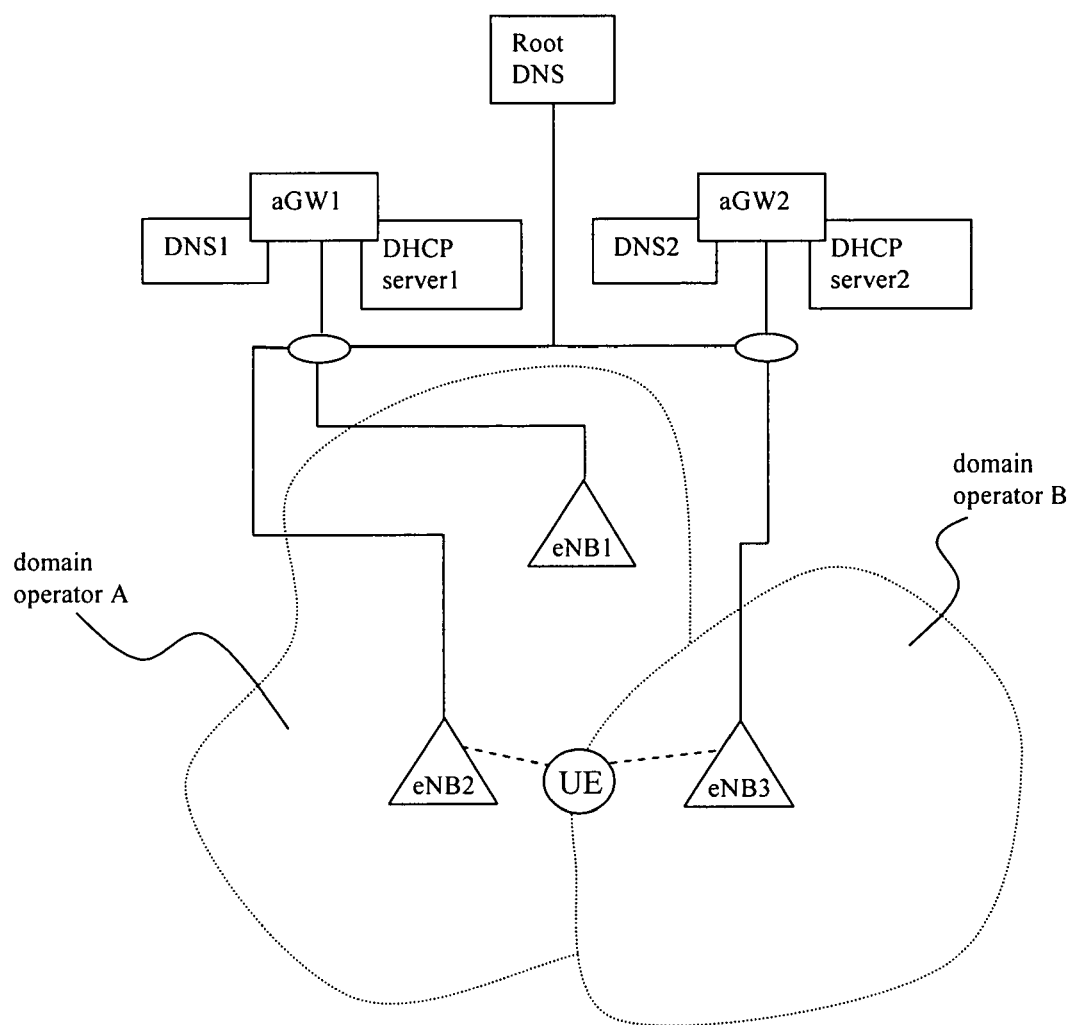 Root
DNS
aGW1
DNS1
DHCP
server1
aGW2
DNS2
DHCP
server2
domain
operator B
eNB1
domain
operator A
eNB2
UE
eNB3